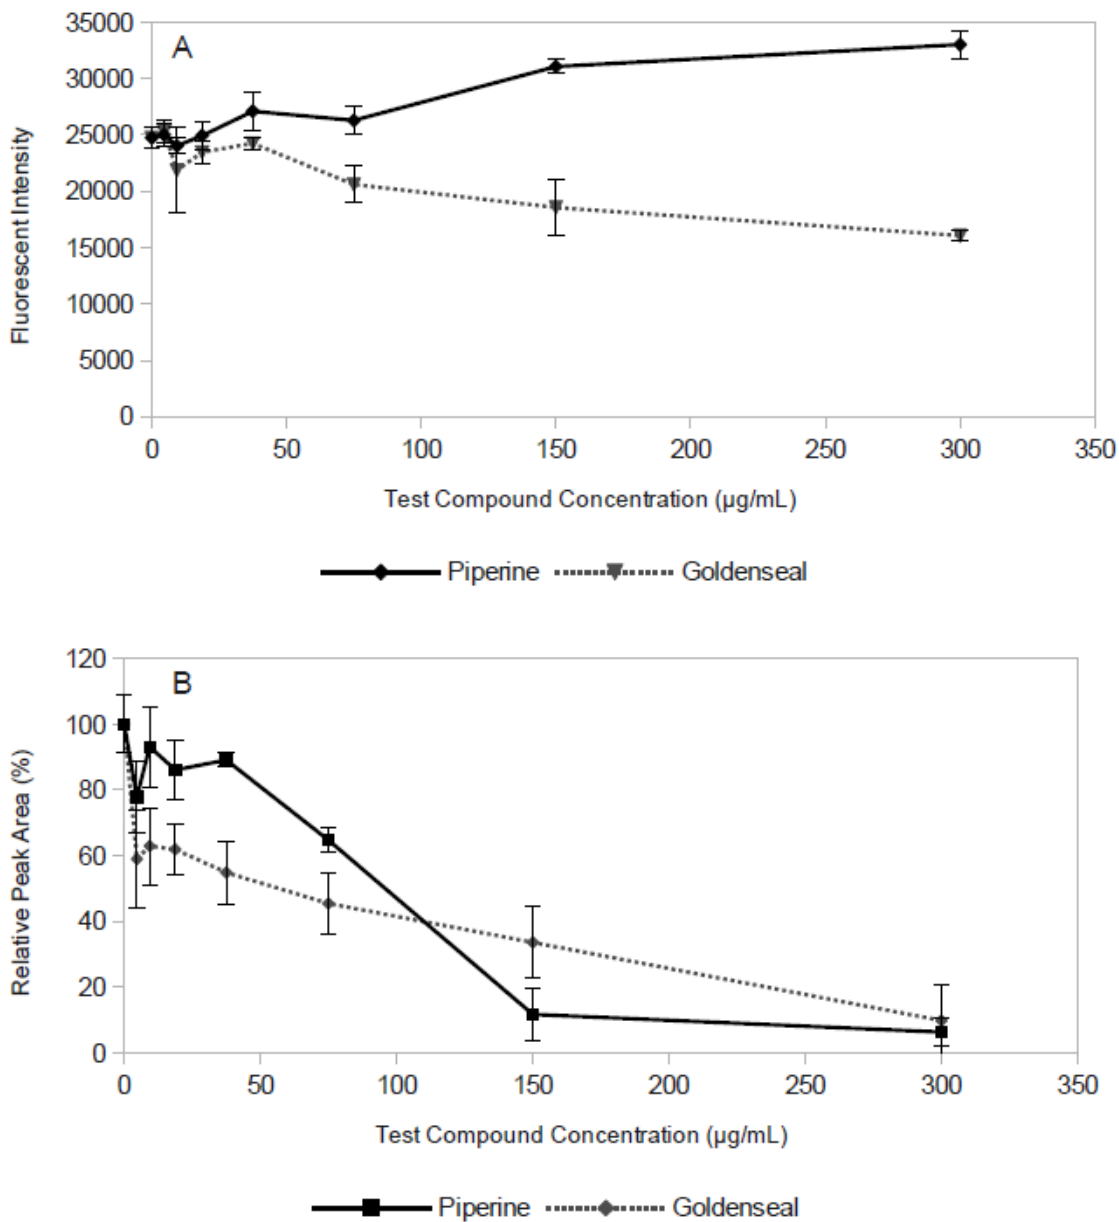 A
35000
30000
25000
20000
15000
10000
5000
0
Fluorescent Intensity
0 50 100 150 200 250 300 350
Test Compound Concentration (µg/mL)
Piperine Goldenseal
B
120
100
80
60
40
20
0
Relative Peak Area (%)
0 50 100 150 200 250 300 350
Test Compound Concentration (µg/mL)
Piperine Goldenseal